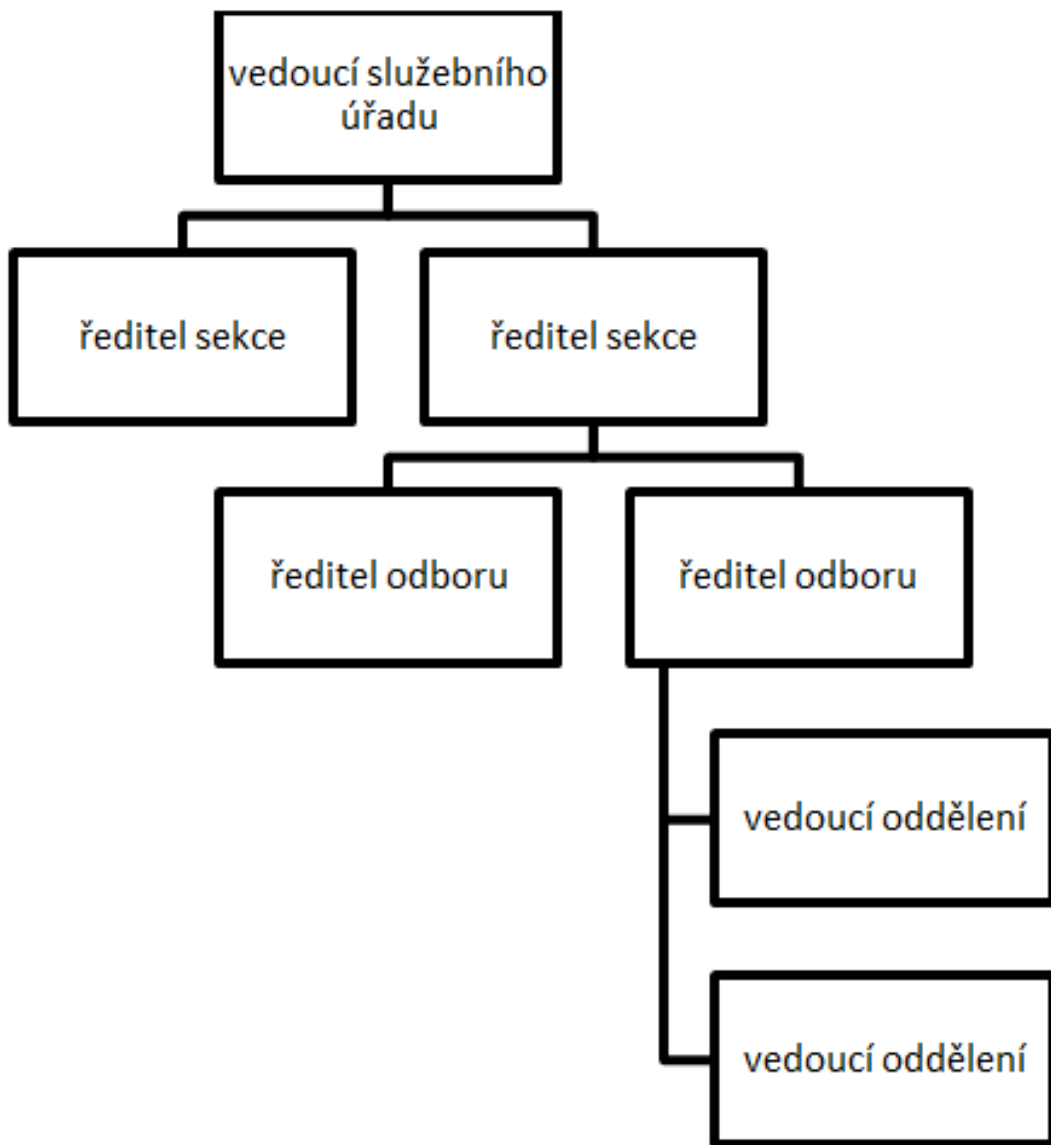 vedoucí služebního
úřadu
ředitel sekce
ředitel sekce
ředitel odboru
ředitel odboru
vedoucí oddělení
vedoucí oddělení